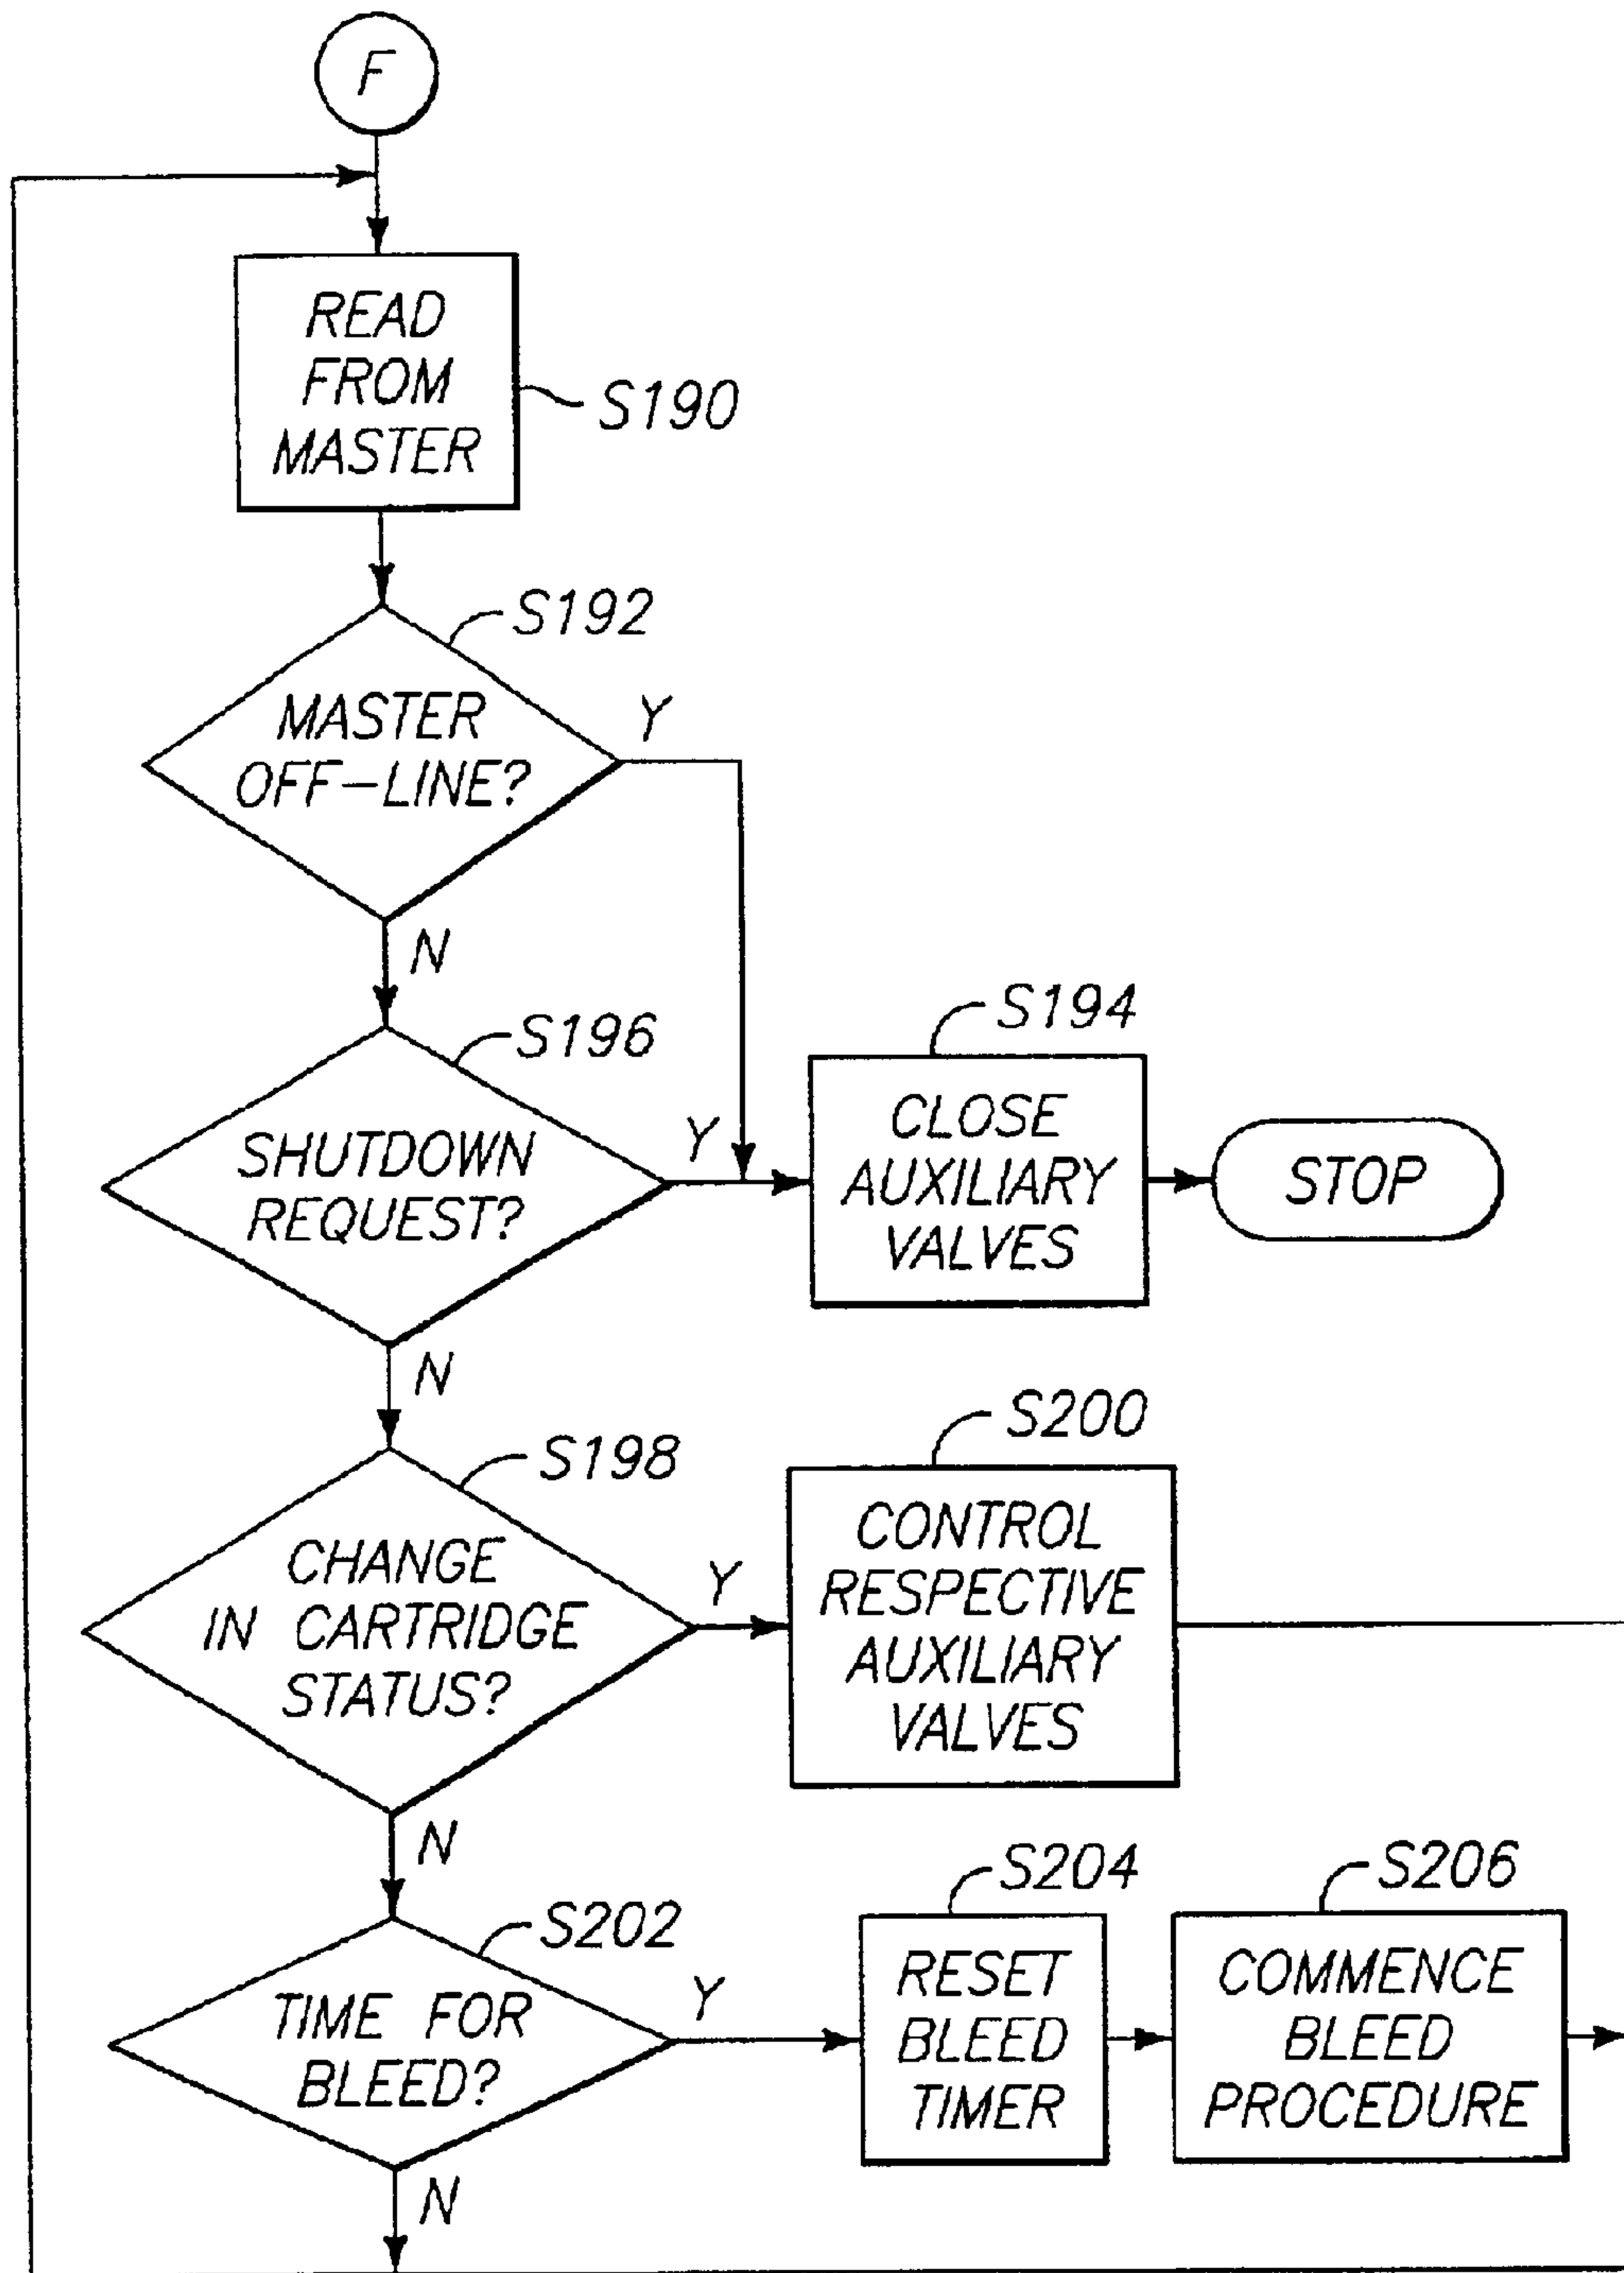 F
READ
FROM
MASTER
S190
S192
MASTER
OFF-LINE?
Y
N
S196
SHUTDOWN
REQUEST?
Y
N
S194
CLOSE
AUXILIARY
VALVES
STOP
S198
CHANGE
IN CARTRIDGE
STATUS?
Y
N
S200
CONTROL
RESPECTIVE
AUXILIARY
VALVES
S202
TIME FOR
BLEED?
Y
N
S204
RESET
BLEED
TIMER
S206
COMMENCE
BLEED
PROCEDURE